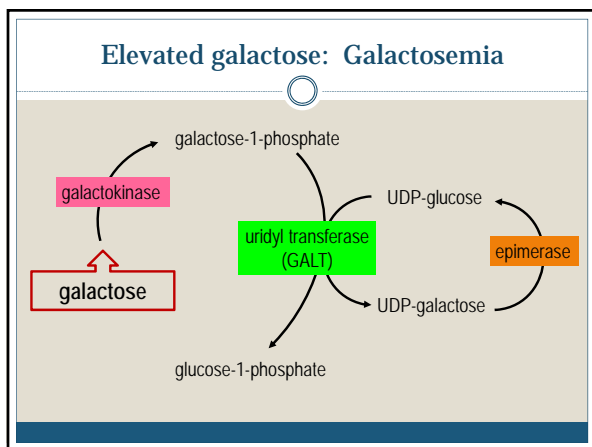 Elevated galactose: Galactosemia
galactose-1-phosphate
galactokinase
UDP-glucose
uridyl transferase
(GALT)
epimerase
galactose
UDP-galactose
glucose-1-phosphate